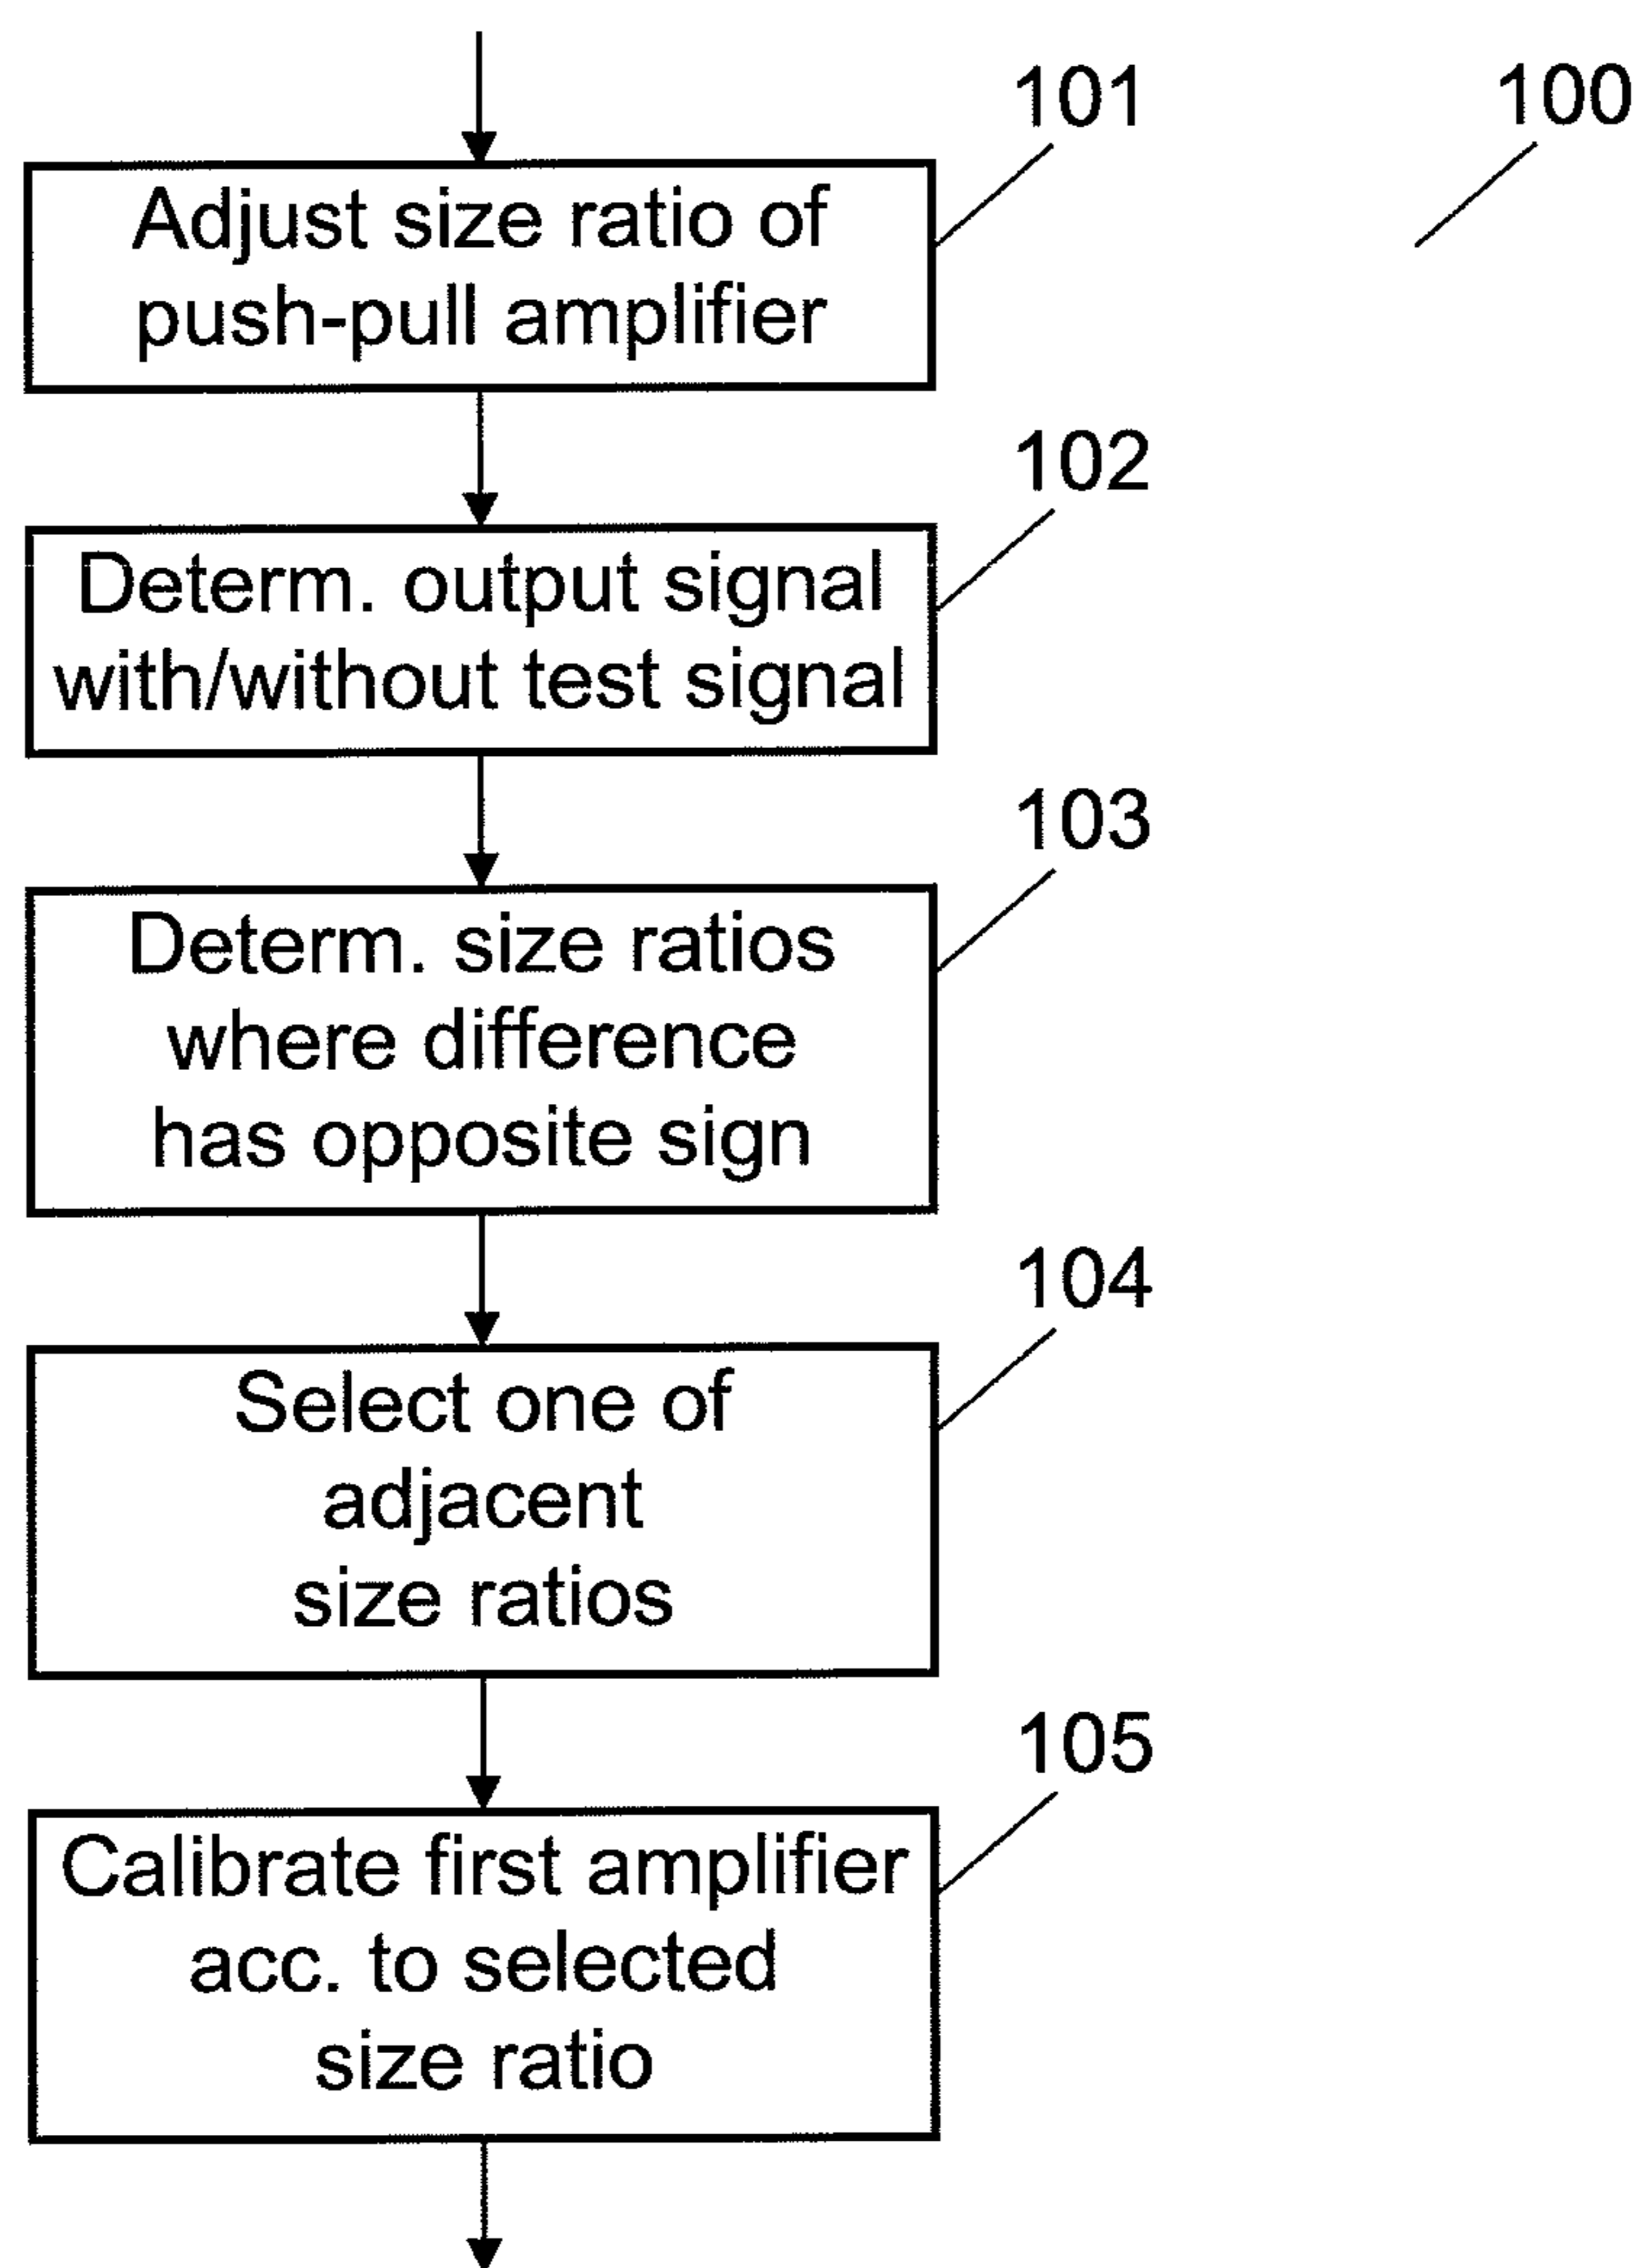 101
100
Adjust size ratio of
push-pull amplifier
102
Determ. output signal
with/without test signal
103
Determ. size ratios
where difference
has opposite sign
104
Select one of
adjacent
size ratios
105
Calibrate first amplifier
acc. to selected
size ratio